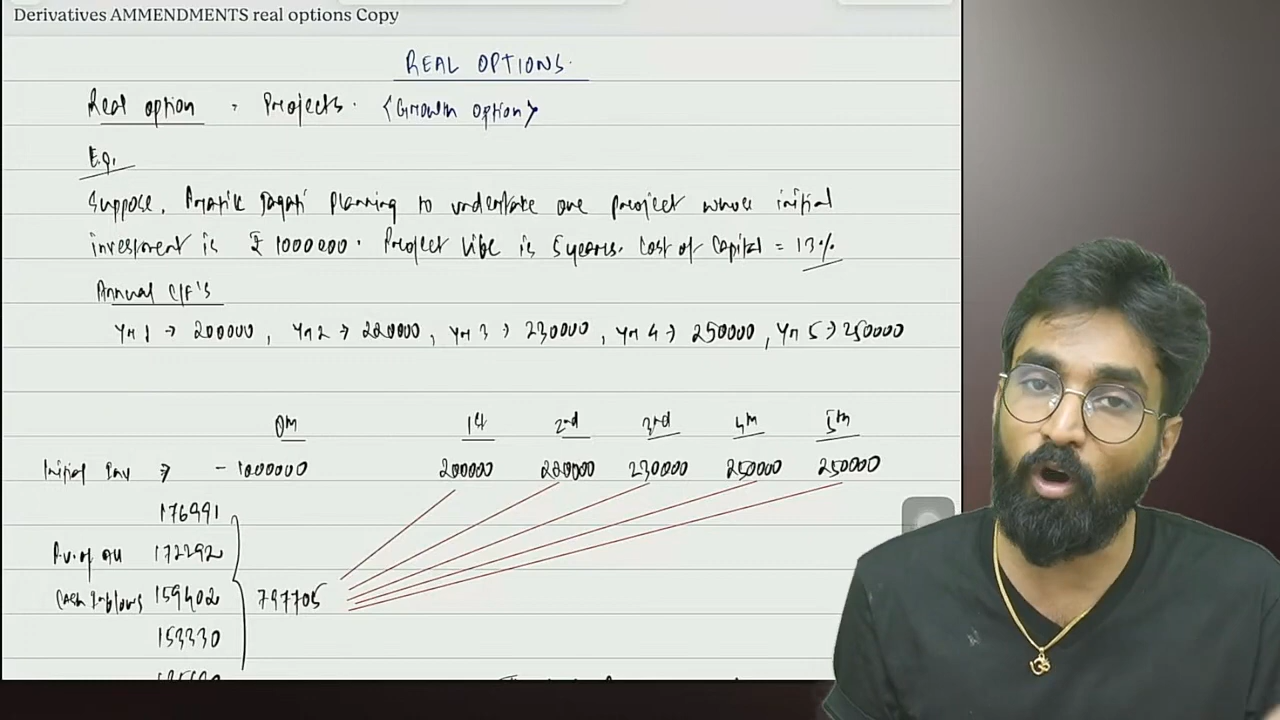 Derivatives AMMENDMENTS real options Copy
REAL OPTIONS.
Real option = Projects. <Growth option>
E.g.
Suppose, Pratik Jagati Planning to undertake one project whose initial
investment is ₹ 1000000. Project life is 5 years. Cost of Capital = 13%
Annual C/F's
Yr 1 → 200000, Yr 2 → 220000, Yr 3 → 230000, Yr 4 → 250000, Yr 5 → 250000
0th 1st 2nd 3rd 4th 5th
Initial Inv → - 1000000 200000 220000 230000 250000 250000
176991
P.V. of all 172292
Cash Inflows 159402 797705
153330